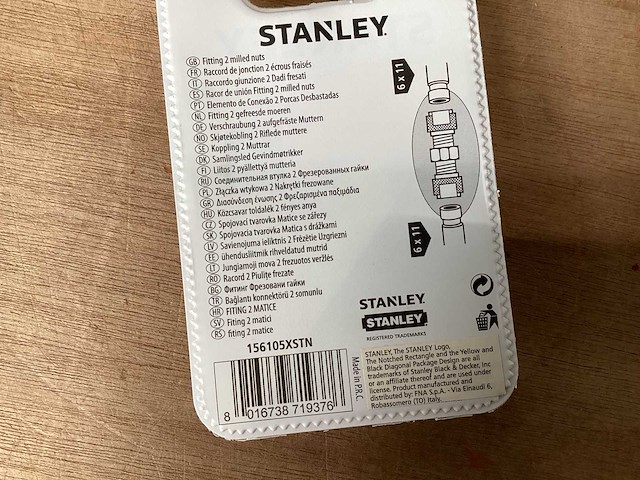 STANLEY
GB Fitting 2 milled nuts
FR Raccord de jonction 2 écrous fraisés
IT Raccordo giunzione 2 Dadi fresati
ES Racor de unión Fitting 2 milled nuts
PT Elemento de Conexão 2 Porcas Desbastadas
NL Fitting 2 gefreesde moeren
DE Verschraubung 2 aufgefräste Muttern
NO Skjøtekobling 2 Riflede muttere
SE Koppling 2 Muttrar
DK Samlingsled Gevindmøtrikker
FI Liitos 2 pyällettyä mutteria
RU Соединительная втулка 2 Фрезерованных гайки
PL Złączka wtykowa 2 Nakrętki frezowane
GR Διασύνδεση ένωσης 2 Φρεζαρισμένα παξιμάδια
HU Közcsavar toldalék 2 fényes anya
CZ Spojovací tvarovka Matice se zářezy
SK Spojovacia tvarovka Matica s drážkami
LV Savienojuma ieliktnis 2 Frēzētie Uzgriezni
EE ühenduslиitmik rihveldatud mutrid
LT Jungiamoji mova 2 frezuotos veržlės
RO Racord 2 Piuliţe frezate
BG Фитинг Фрезовани гайки
TR Bağlantı konnektörü 2 somunlu
HR FITING 2 MATICE
SV Fiting 2 matici
RS fiting 2 matice
156105XSTN
8 016738 719376
Made in P.R.C.
6 x 11
6 x 11
STANLEY
STANLEY
REGISTERED TRADEMARKS
STANLEY, The STANLEY Logo,
The Notched Rectangle and the Yellow and
Black Diagonal Package Design are all
trademarks of Stanley Black & Decker, Inc
or an affiliate thereof and are used under
license. Product manufactured and
distributed by: FNA S.p.A. - Via Einaudi 6,
Robassomero (TO) Italy.